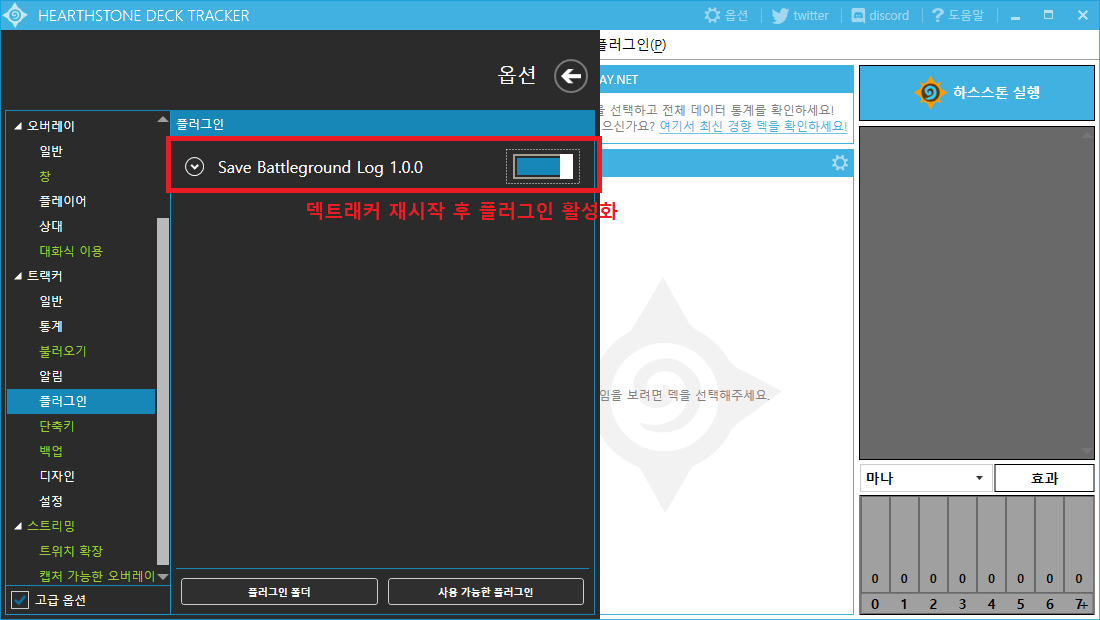 HEARTHSTONE DECK TRACKER
옵션
twitter
discord
? 도움말
플러그인(P)
옵션
AY.NET
선택하고 전체 데이터 통계를 확인하세요!
으신가요? 여기서 최신 경향 덱을 확인하세요!
하스스톤 실행
오버레이
일반
창
플레이어
상대
대화식 이용
트랙커
일반
통계
불러오기
알림
플러그인
단축키
백업
디자인
설정
스트리밍
트위치 확장
캡처 가능한 오버레이
고급 옵션
플러그인
Save Battleground Log 1.0.0
덱트래커 재시작 후 플러그인 활성화
임을 보려면 덱을 선택해주세요.
플러그인 폴더
사용 가능한 플러그인
마나
효과
0 0 0 0 0 0 0 0
0 1 2 3 4 5 6 7+